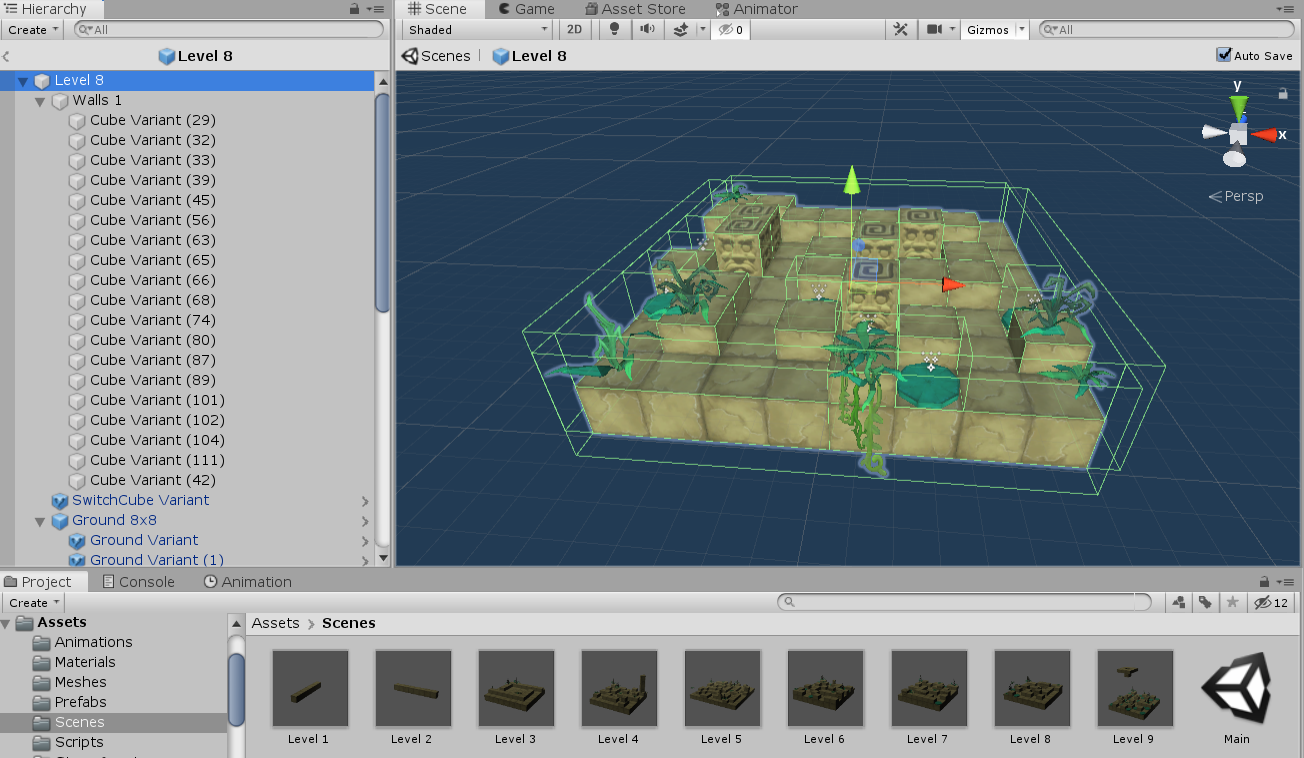 Hierarchy
Create
All
Level 8
Level 8
Walls 1
Cube Variant (29)
Cube Variant (32)
Cube Variant (33)
Cube Variant (39)
Cube Variant (45)
Cube Variant (56)
Cube Variant (63)
Cube Variant (65)
Cube Variant (66)
Cube Variant (68)
Cube Variant (74)
Cube Variant (80)
Cube Variant (87)
Cube Variant (89)
Cube Variant (101)
Cube Variant (102)
Cube Variant (104)
Cube Variant (111)
Cube Variant (42)
SwitchCube Variant
Ground 8x8
Ground Variant
Ground Variant (1)
Scene Game Asset Store Animator
Shaded 2D 0 Gizmos All
Scenes Level 8 Auto Save
y
x
Persp
Project Console Animation
Create 12
Assets
Animations
Materials
Meshes
Prefabs
Scenes
Scripts
Assets > Scenes
Level 1 Level 2 Level 3 Level 4 Level 5 Level 6 Level 7 Level 8 Level 9 Main